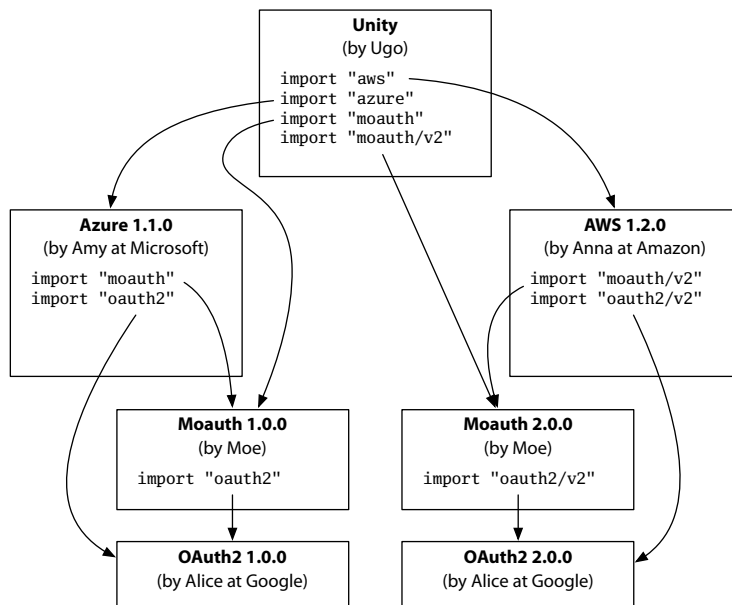 Unity
(by Ugo)
import "aws"
import "azure"
import "moauth"
import "moauth/v2"
Azure 1.1.0
(by Amy at Microsoft)
import "moauth"
import "oauth2"
AWS 1.2.0
(by Anna at Amazon)
import "moauth/v2"
import "oauth2/v2"
Moauth 1.0.0
(by Moe)
import "oauth2"
Moauth 2.0.0
(by Moe)
import "oauth2/v2"
OAuth2 1.0.0
(by Alice at Google)
OAuth2 2.0.0
(by Alice at Google)